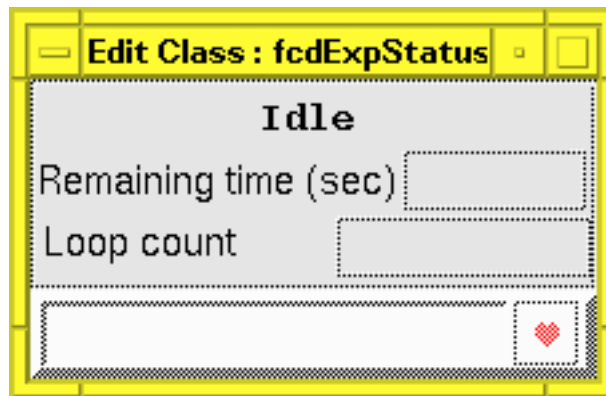 Edit Class : fcdExpStatus
Idle
Remaining time (sec)
Loop count